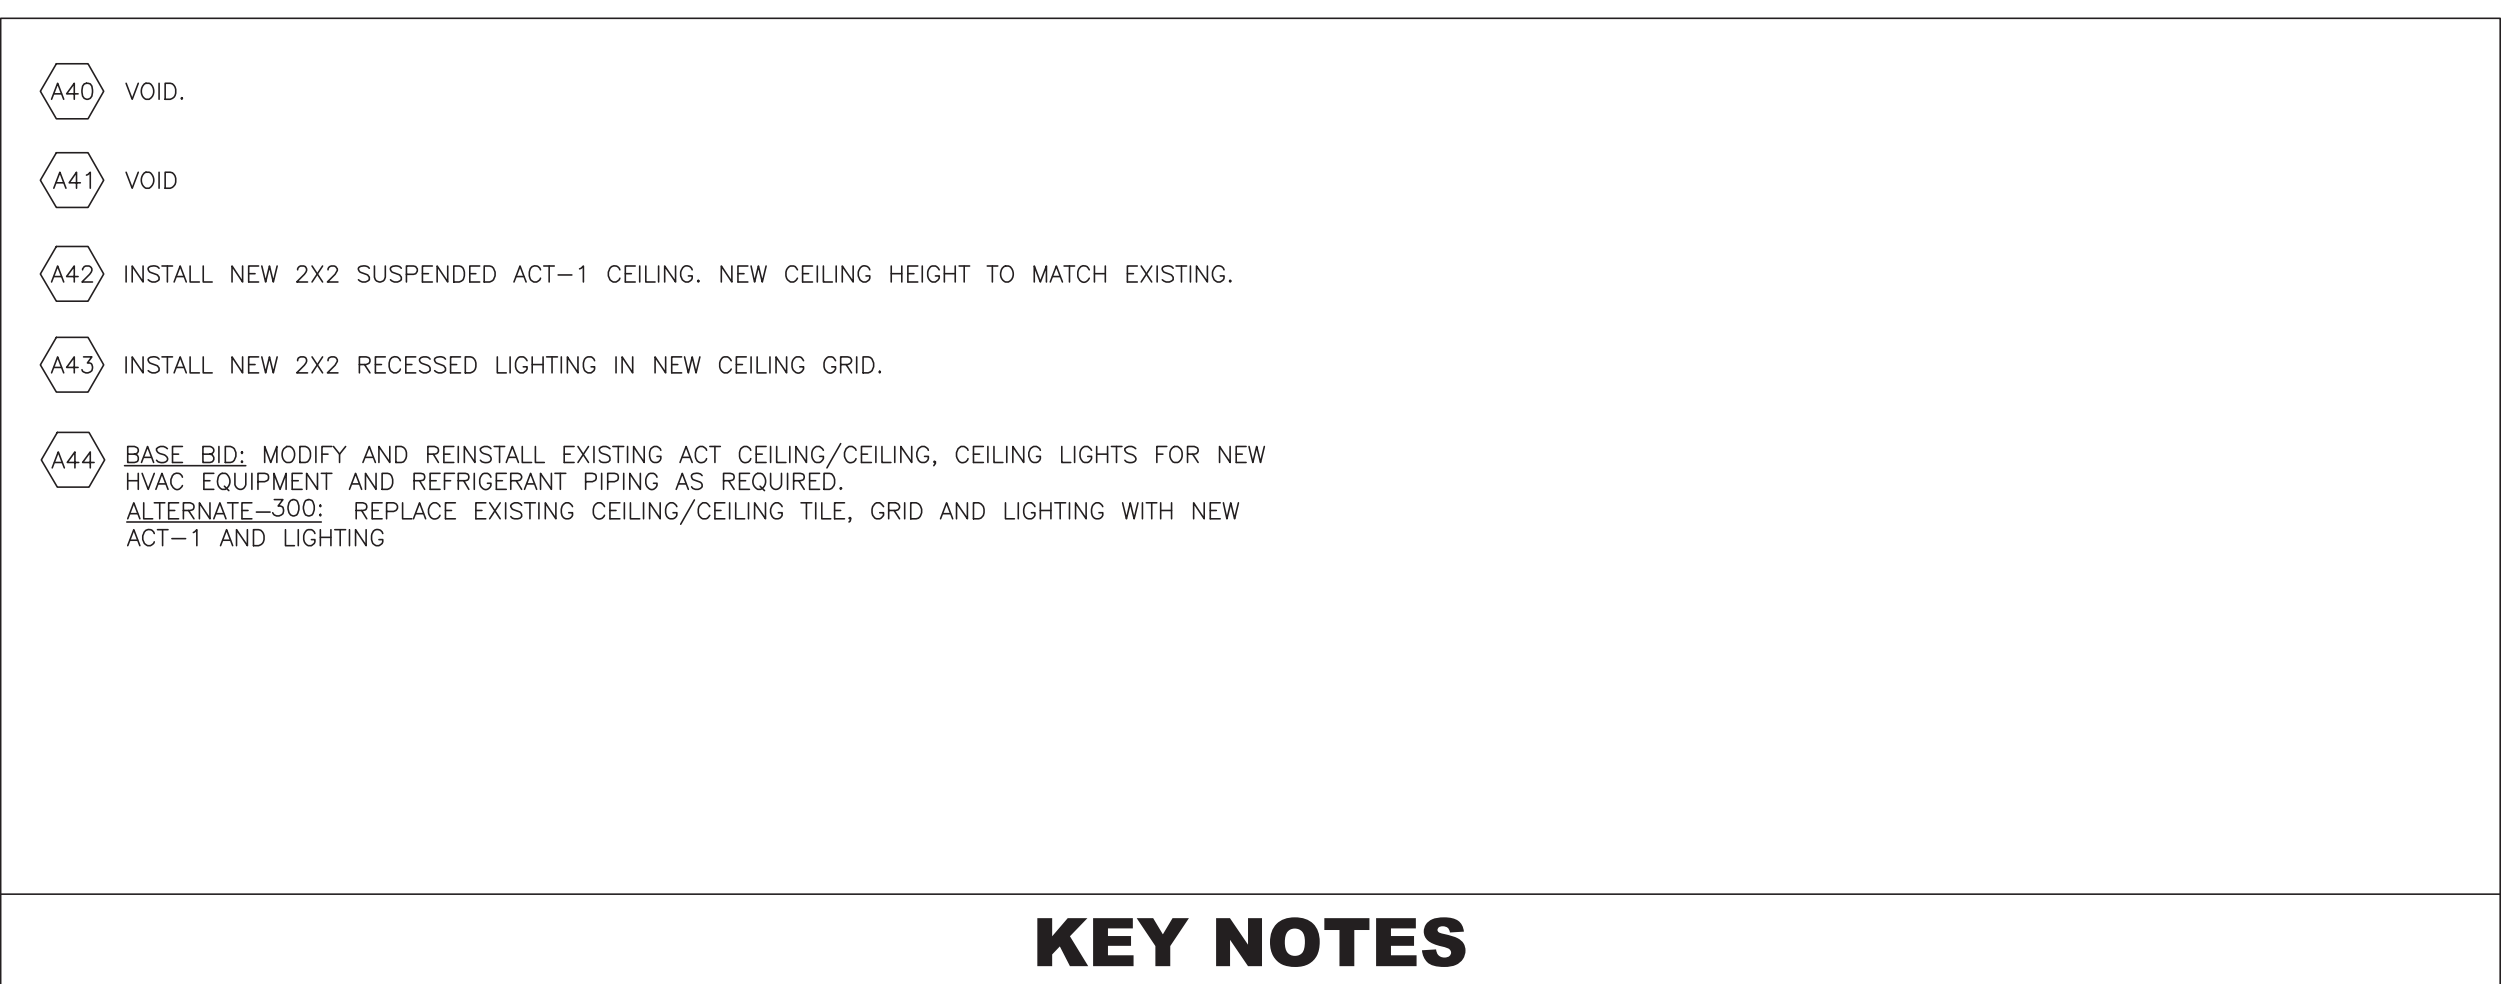 A40 VOID.
A41 VOID
A42 INSTALL NEW 2X2 SUSPENDED ACT-1 CEILING. NEW CEILING HEIGHT TO MATCH EXISTING.
A43 INSTALL NEW 2X2 RECESSED LIGHTING IN NEW CEILING GRID.
A44 BASE BID: MODIFY AND REINSTALL EXISTING ACT CEILING/CEILING, CEILING LIGHTS FOR NEW
HVAC EQUIPMENT AND REFRIGERANT PIPING AS REQUIRED.
ALTERNATE-300: REPLACE EXISTING CEILING/CEILING TILE, GRID AND LIGHTING WITH NEW
ACT-1 AND LIGHTING
KEY NOTES